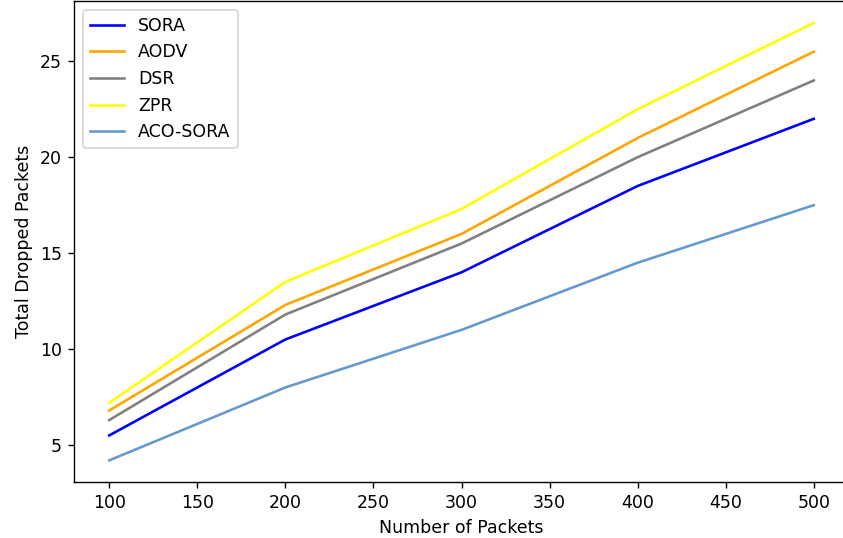 SORA
AODV
DSR
ZPR
ACO-SORA
Total Dropped Packets
25
20
15
10
5
100 150 200 250 300 350 400 450 500
Number of Packets